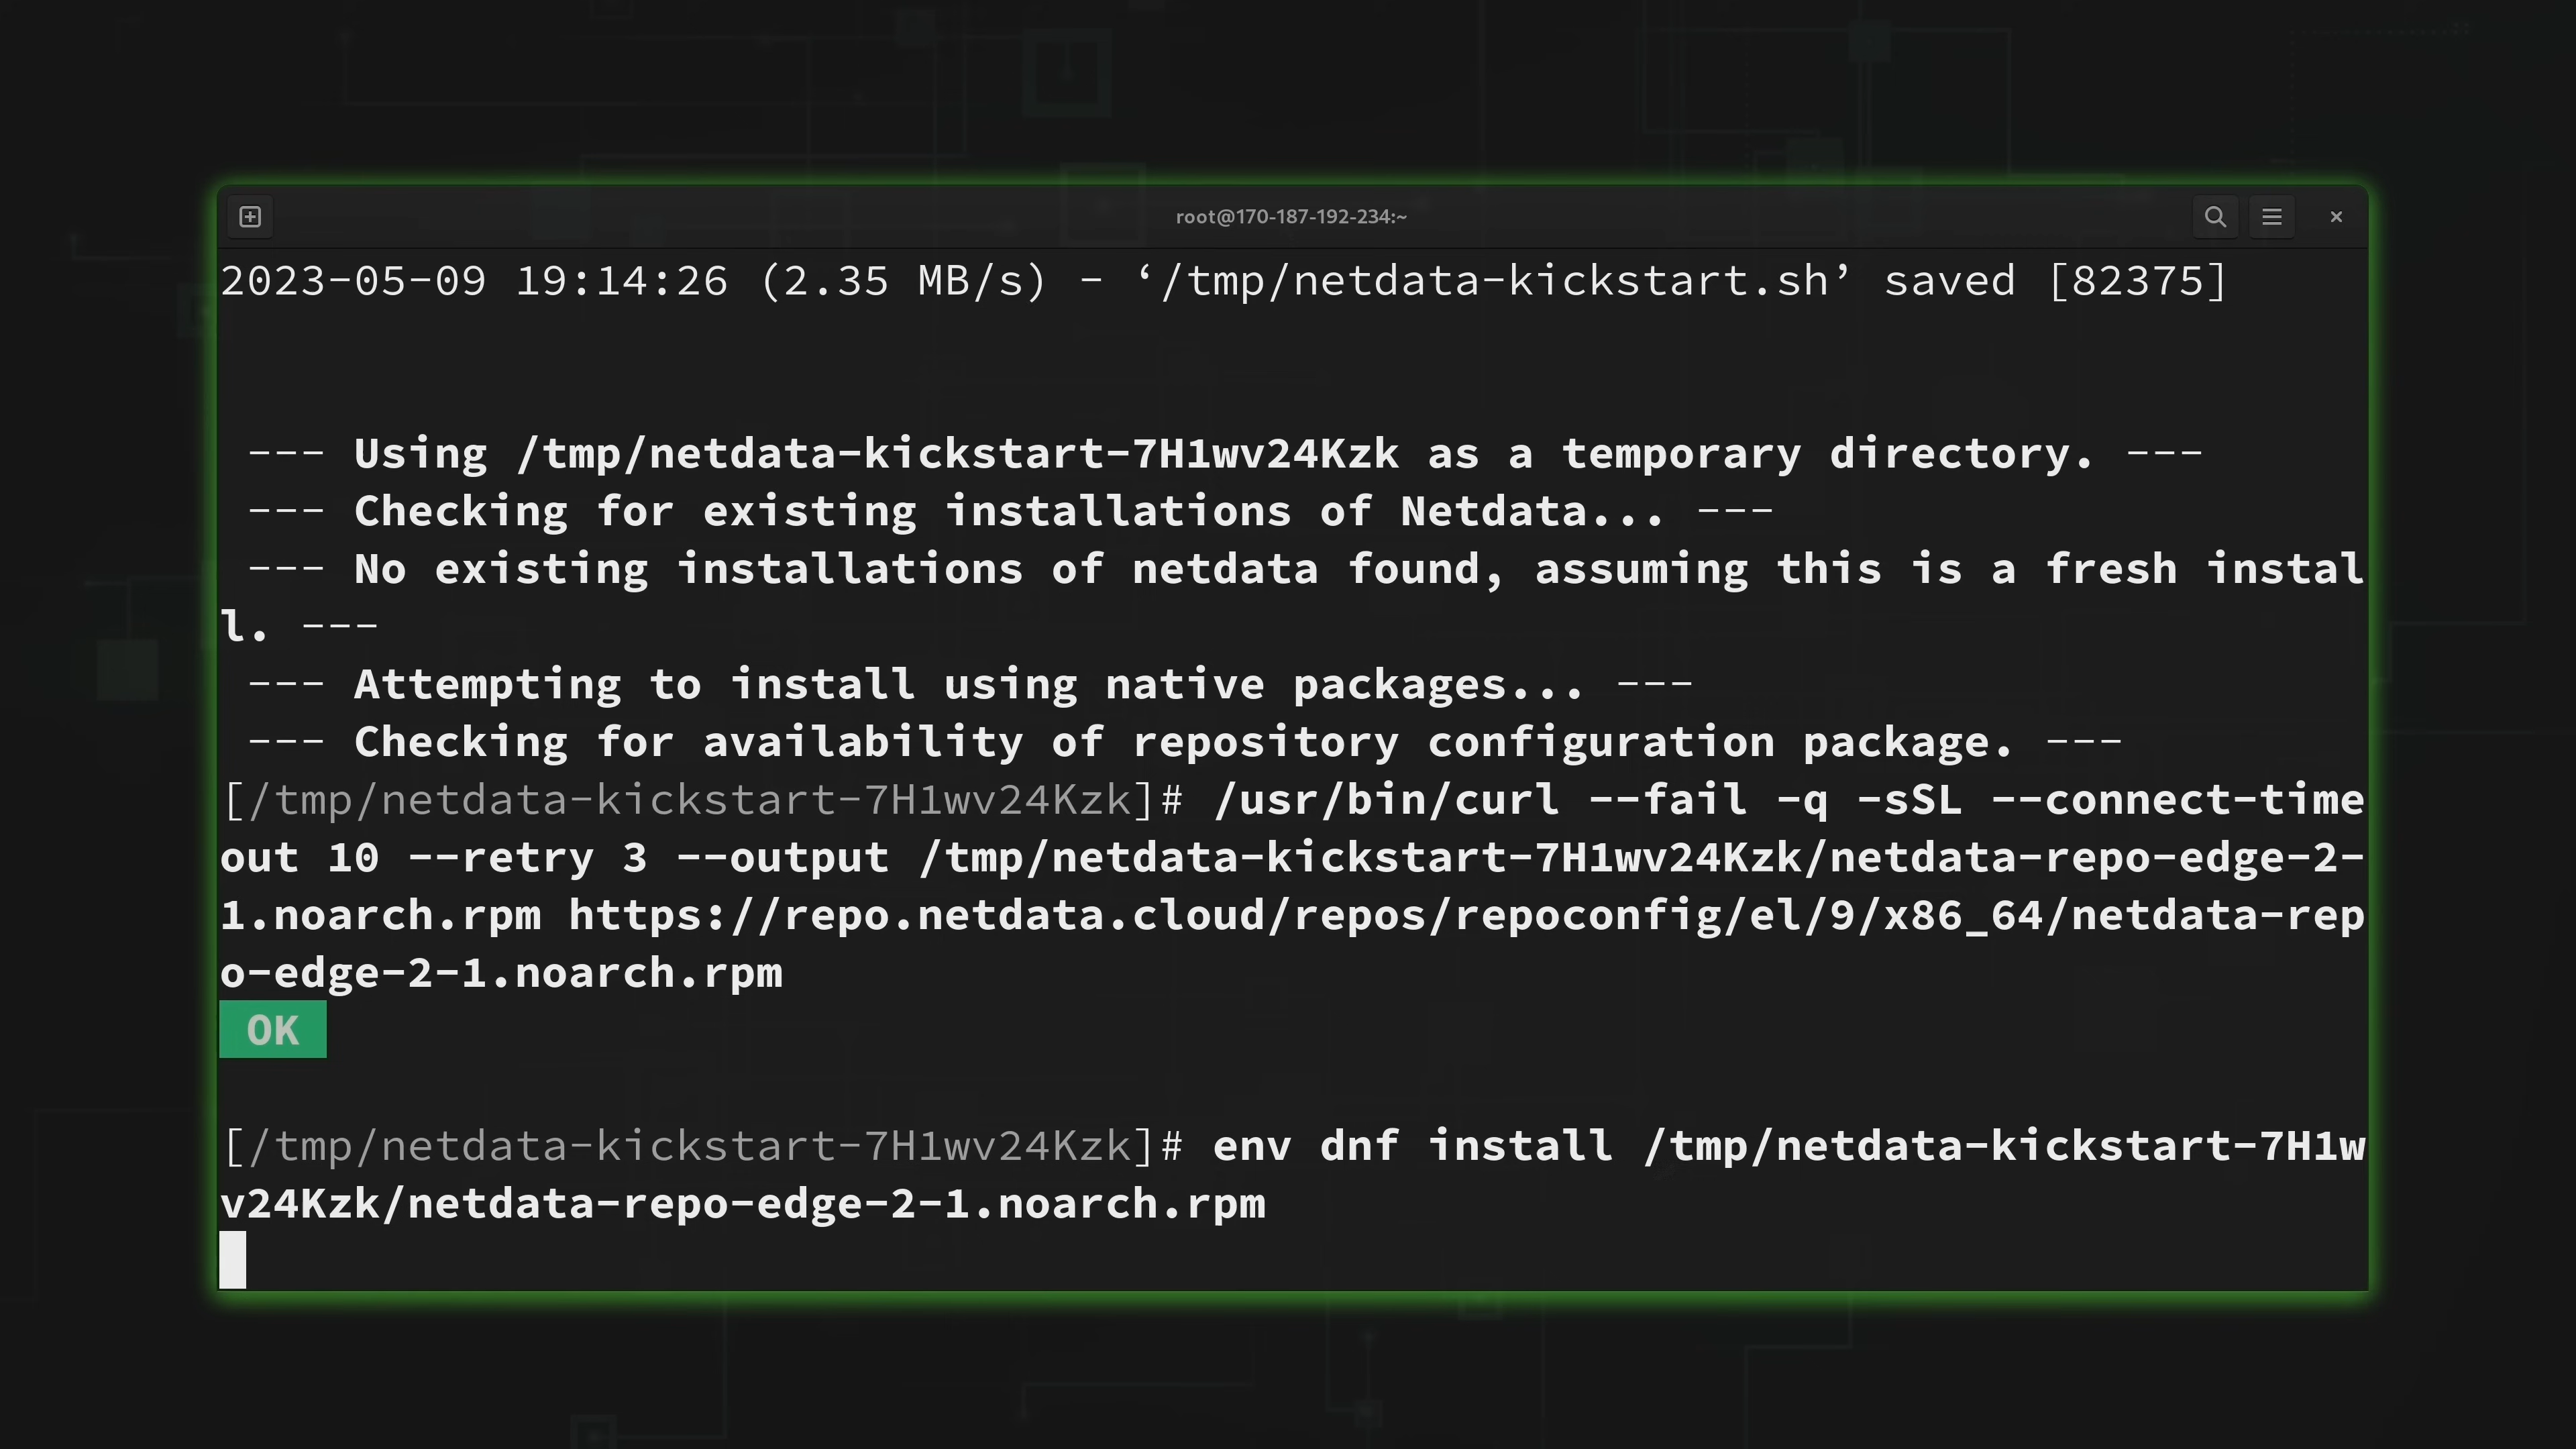 root@170-187-192-234:~
2023-05-09 19:14:26 (2.35 MB/s) - ‘/tmp/netdata-kickstart.sh’ saved [82375]
--- Using /tmp/netdata-kickstart-7H1wv24Kzk as a temporary directory. ---
--- Checking for existing installations of Netdata... ---
--- No existing installations of netdata found, assuming this is a fresh instal
l. ---
--- Attempting to install using native packages... ---
--- Checking for availability of repository configuration package. ---
[/tmp/netdata-kickstart-7H1wv24Kzk]# /usr/bin/curl --fail -q -sSL --connect-time
out 10 --retry 3 --output /tmp/netdata-kickstart-7H1wv24Kzk/netdata-repo-edge-2-
1.noarch.rpm https://repo.netdata.cloud/repos/repoconfig/el/9/x86_64/netdata-rep
o-edge-2-1.noarch.rpm
OK
[/tmp/netdata-kickstart-7H1wv24Kzk]# env dnf install /tmp/netdata-kickstart-7H1w
v24Kzk/netdata-repo-edge-2-1.noarch.rpm